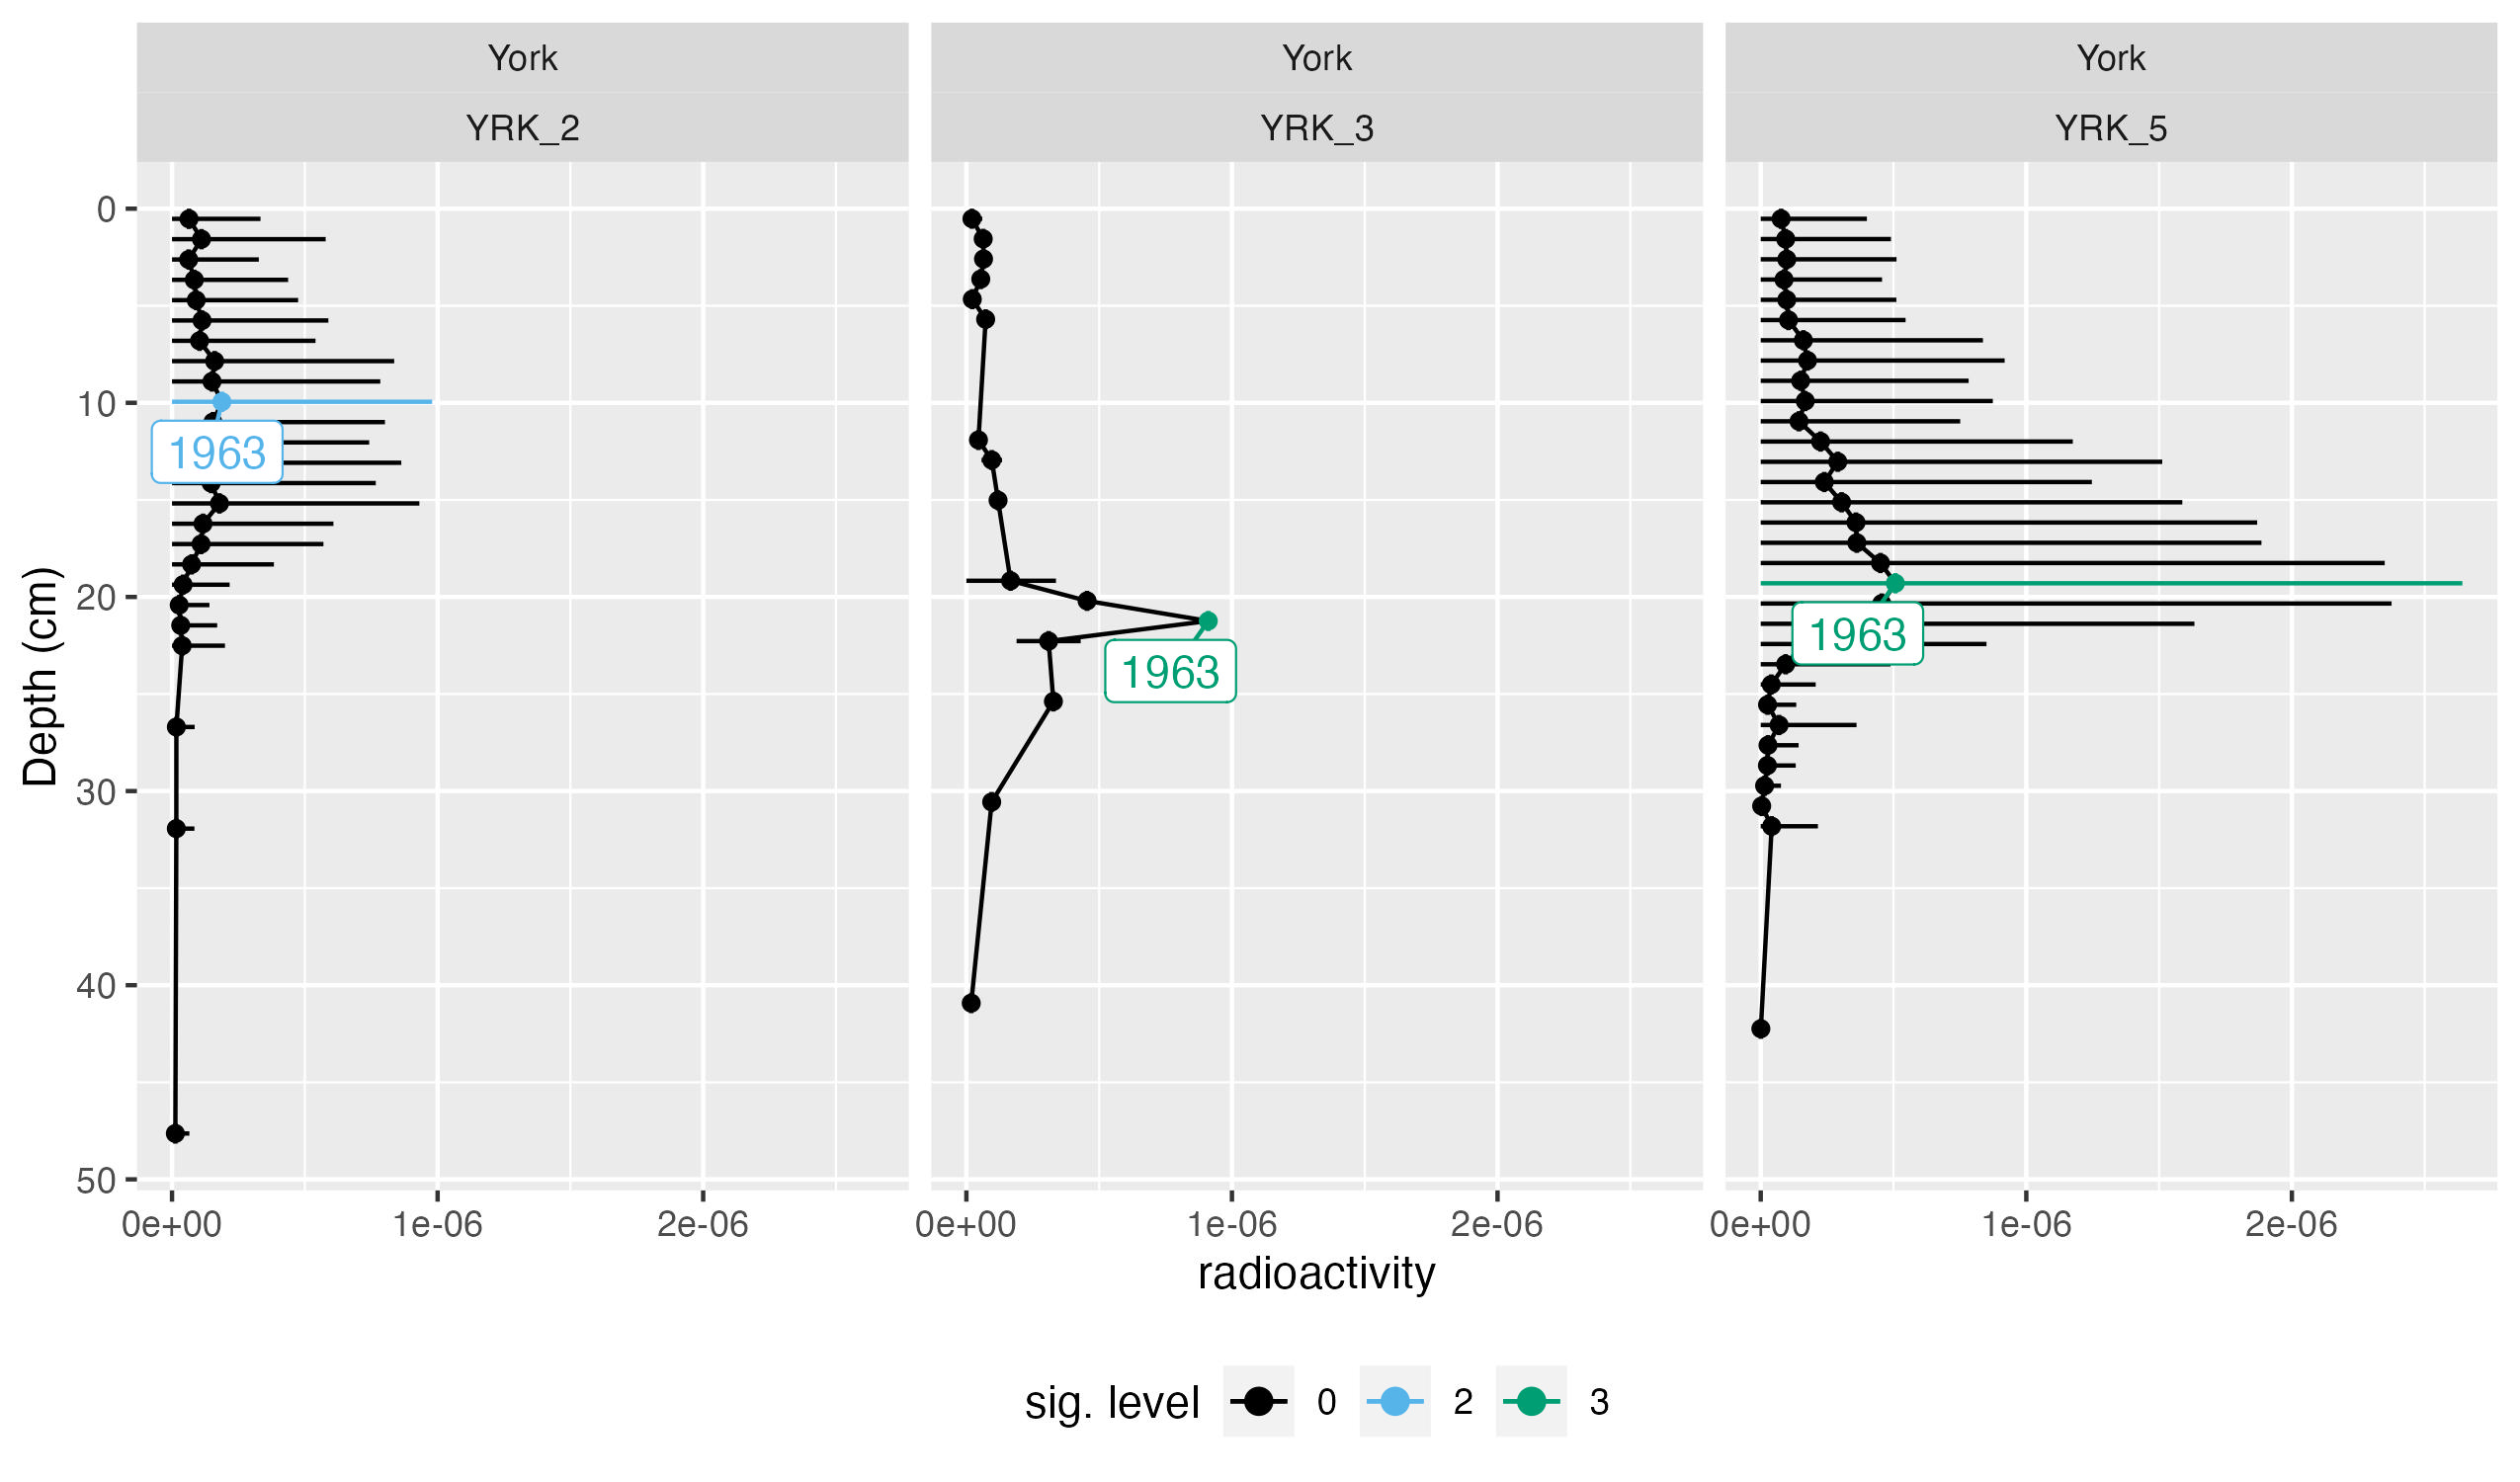 York York York
YRK_2 YRK_3 YRK_5
0
10
1963
20
1963
1963
30
40
50
0e+00 1e-06 2e-06 0e+00 1e-06 2e-06 0e+00 1e-06 2e-06
Depth (cm)
radioactivity
sig. level 0 2 3